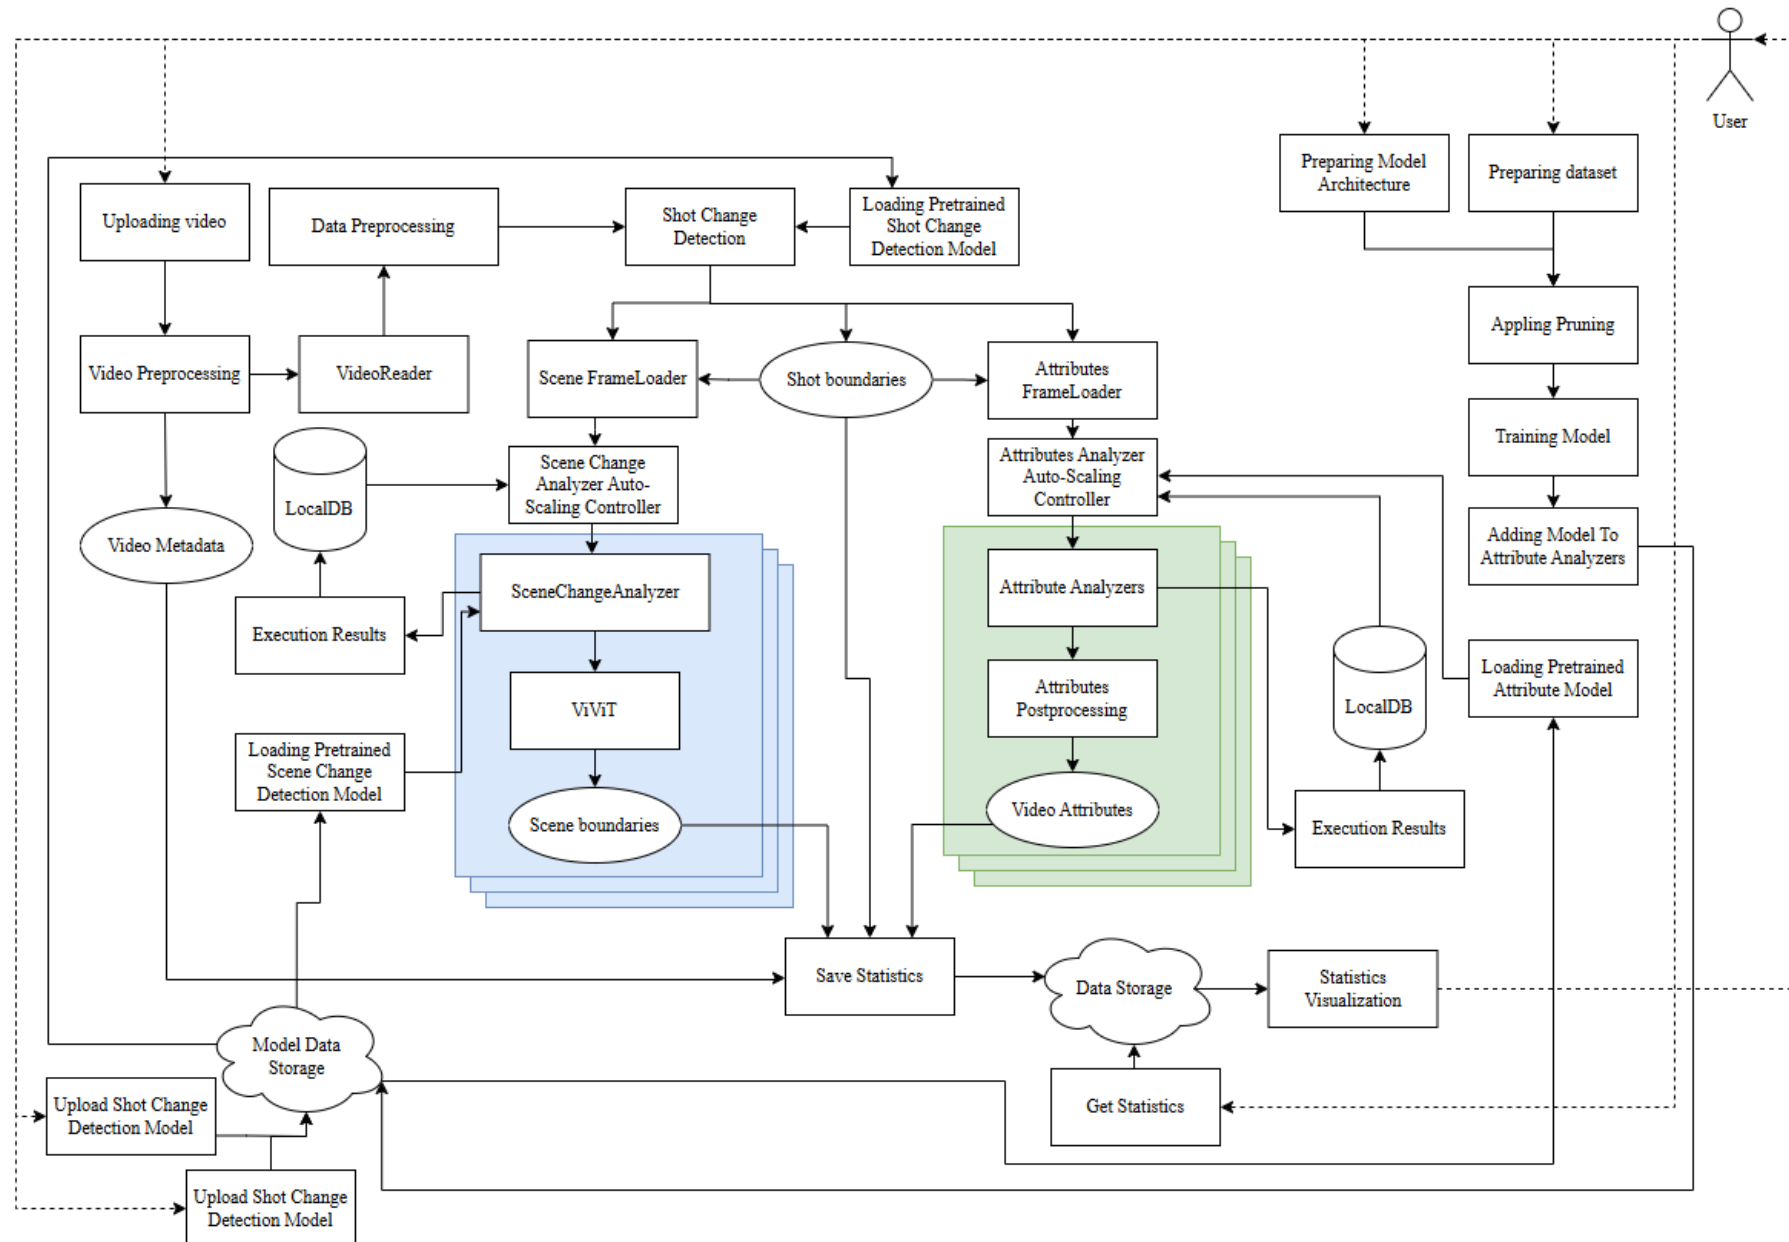 User
Preparing Model
Architecture
Preparing dataset
Uploading video
Data Preprocessing
Shot Change
Detection
Loading Pretrained
Shot Change
Detection Model
Appling Pruning
Video Preprocessing
VideoReader
Scene FrameLoader
Shot boundaries
Attributes
FrameLoader
Training Model
LocalDB
Scene Change
Analyzer Auto-
Scaling Controller
Attributes Analyzer
Auto-Scaling
Controller
Video Metadata
Adding Model To
Attribute Analyzers
SceneChangeAnalyzer
Attribute Analyzers
Execution Results
ViViT
Attributes
Postprocessing
LocalDB
Loading Pretrained
Attribute Model
Loading Pretrained
Scene Change
Detection Model
Scene boundaries
Video Attributes
Execution Results
Save Statistics
Data Storage
Statistics
Visualization
Model Data
Storage
Upload Shot Change
Detection Model
Get Statistics
Upload Shot Change
Detection Model